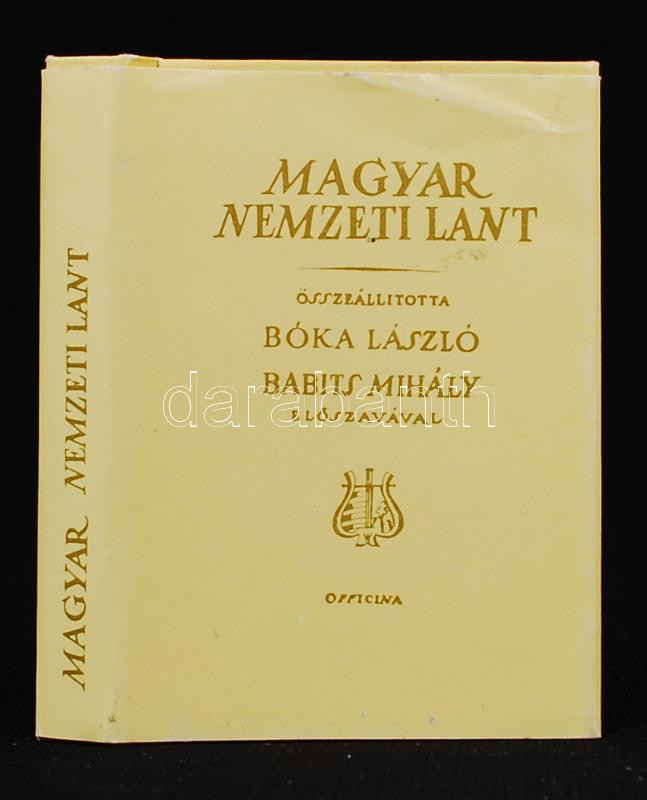 MAGYAR
NEMZETI LANT
ÖSSZEÁLLITOTTA
BÓKA LÁSZLÓ
BABITS MIHÁLY
ELŐSZAVÁVAL
OFFICINA
MAGYAR NEMZETI LANT
darabanth